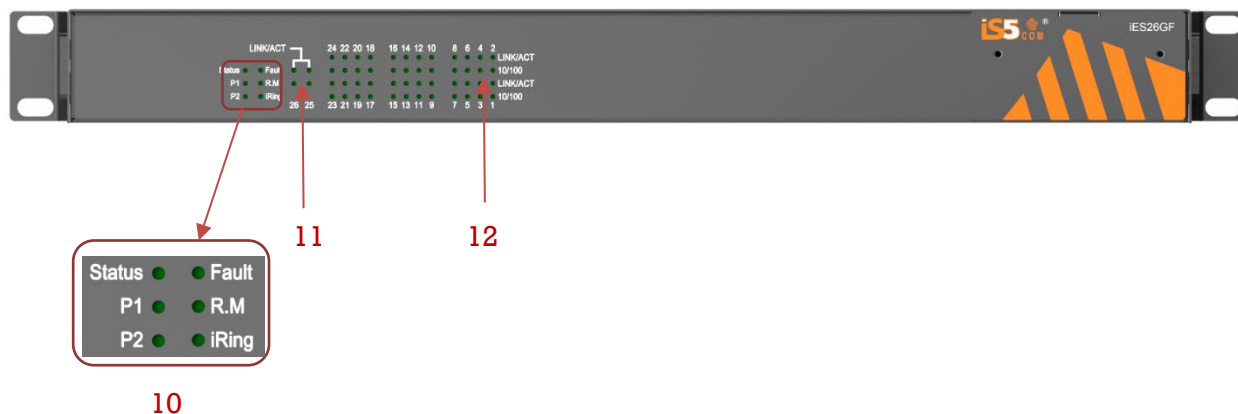 iS5 COM ®
iES26GF
LINK/ACT
24 22 20 18 16 14 12 10 8 6 4 2
LINK/ACT
Status Fault 10/100
P1 R.M LINK/ACT
P2 iRing 10/100
26 25 23 21 19 17 15 13 11 9 7 5 3 1
11
12
Status Fault
P1 R.M
P2 iRing
10